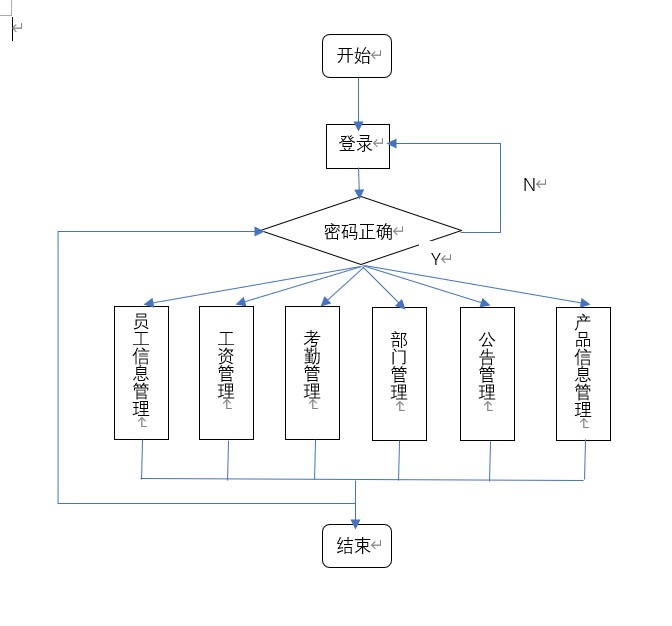 开始
登录
N
密码正确
Y
员工信息管理
工资管理
考勤管理
部门管理
公告管理
产品信息管理
结束